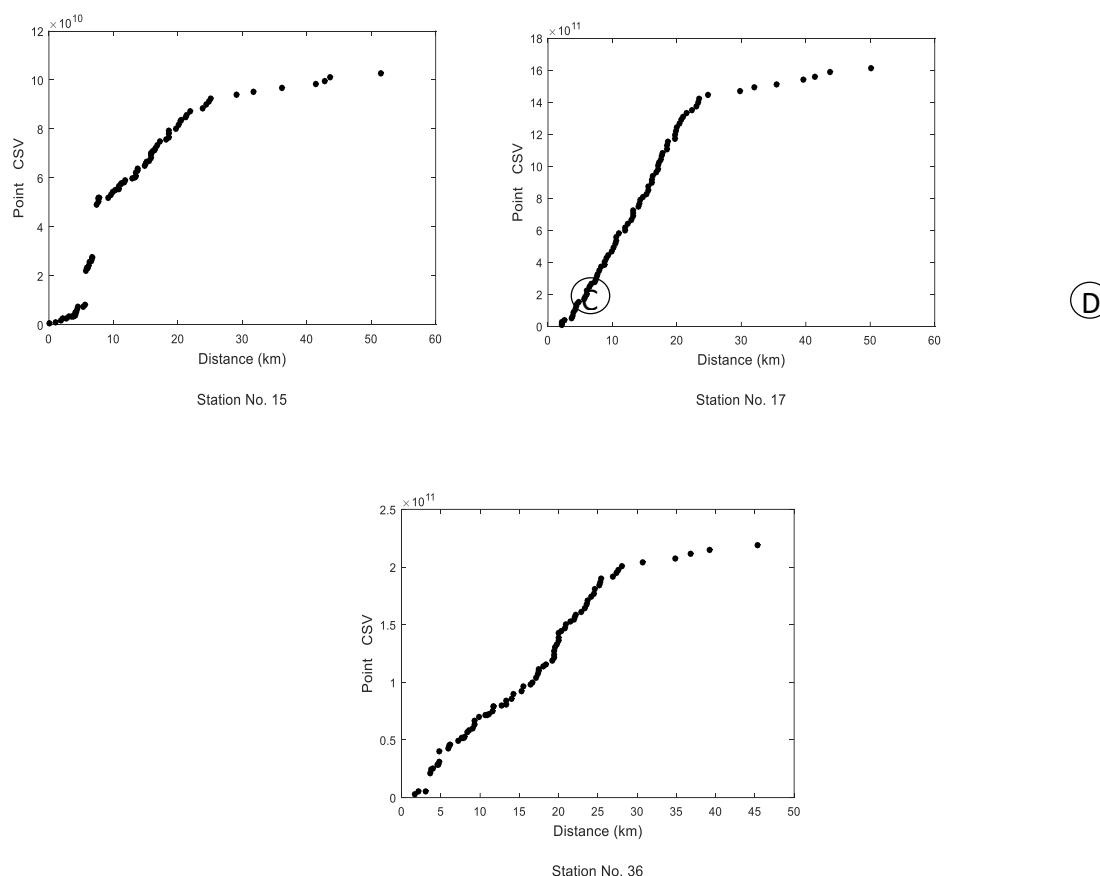 ×10^10
12
10
8
6
4
2
0
Point CSV
0 10 20 30 40 50 60
Distance (km)
Station No. 15
×10^11
18
16
14
12
10
8
6
4
2
0
Point CSV
C
0 10 20 30 40 50 60
Distance (km)
Station No. 17
D
×10^11
2.5
2
1.5
1
0.5
0
Point CSV
0 5 10 15 20 25 30 35 40 45 50
Distance (km)
Station No. 36